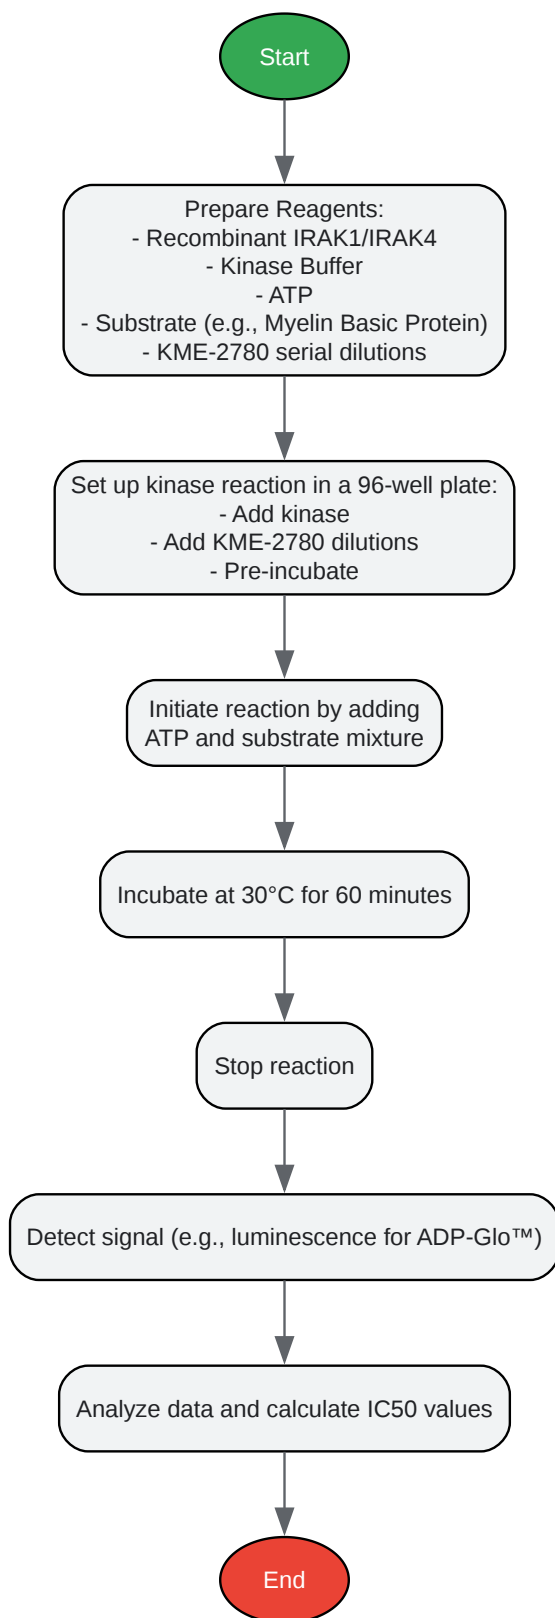 Start
Prepare Reagents:
- Recombinant IRAK1/IRAK4
- Kinase Buffer
- ATP
- Substrate (e.g., Myelin Basic Protein)
- KME-2780 serial dilutions
Set up kinase reaction in a 96-well plate:
- Add kinase
- Add KME-2780 dilutions
- Pre-incubate
Initiate reaction by adding
ATP and substrate mixture
Incubate at 30°C for 60 minutes
Stop reaction
Detect signal (e.g., luminescence for ADP-Glo™)
Analyze data and calculate IC50 values
End